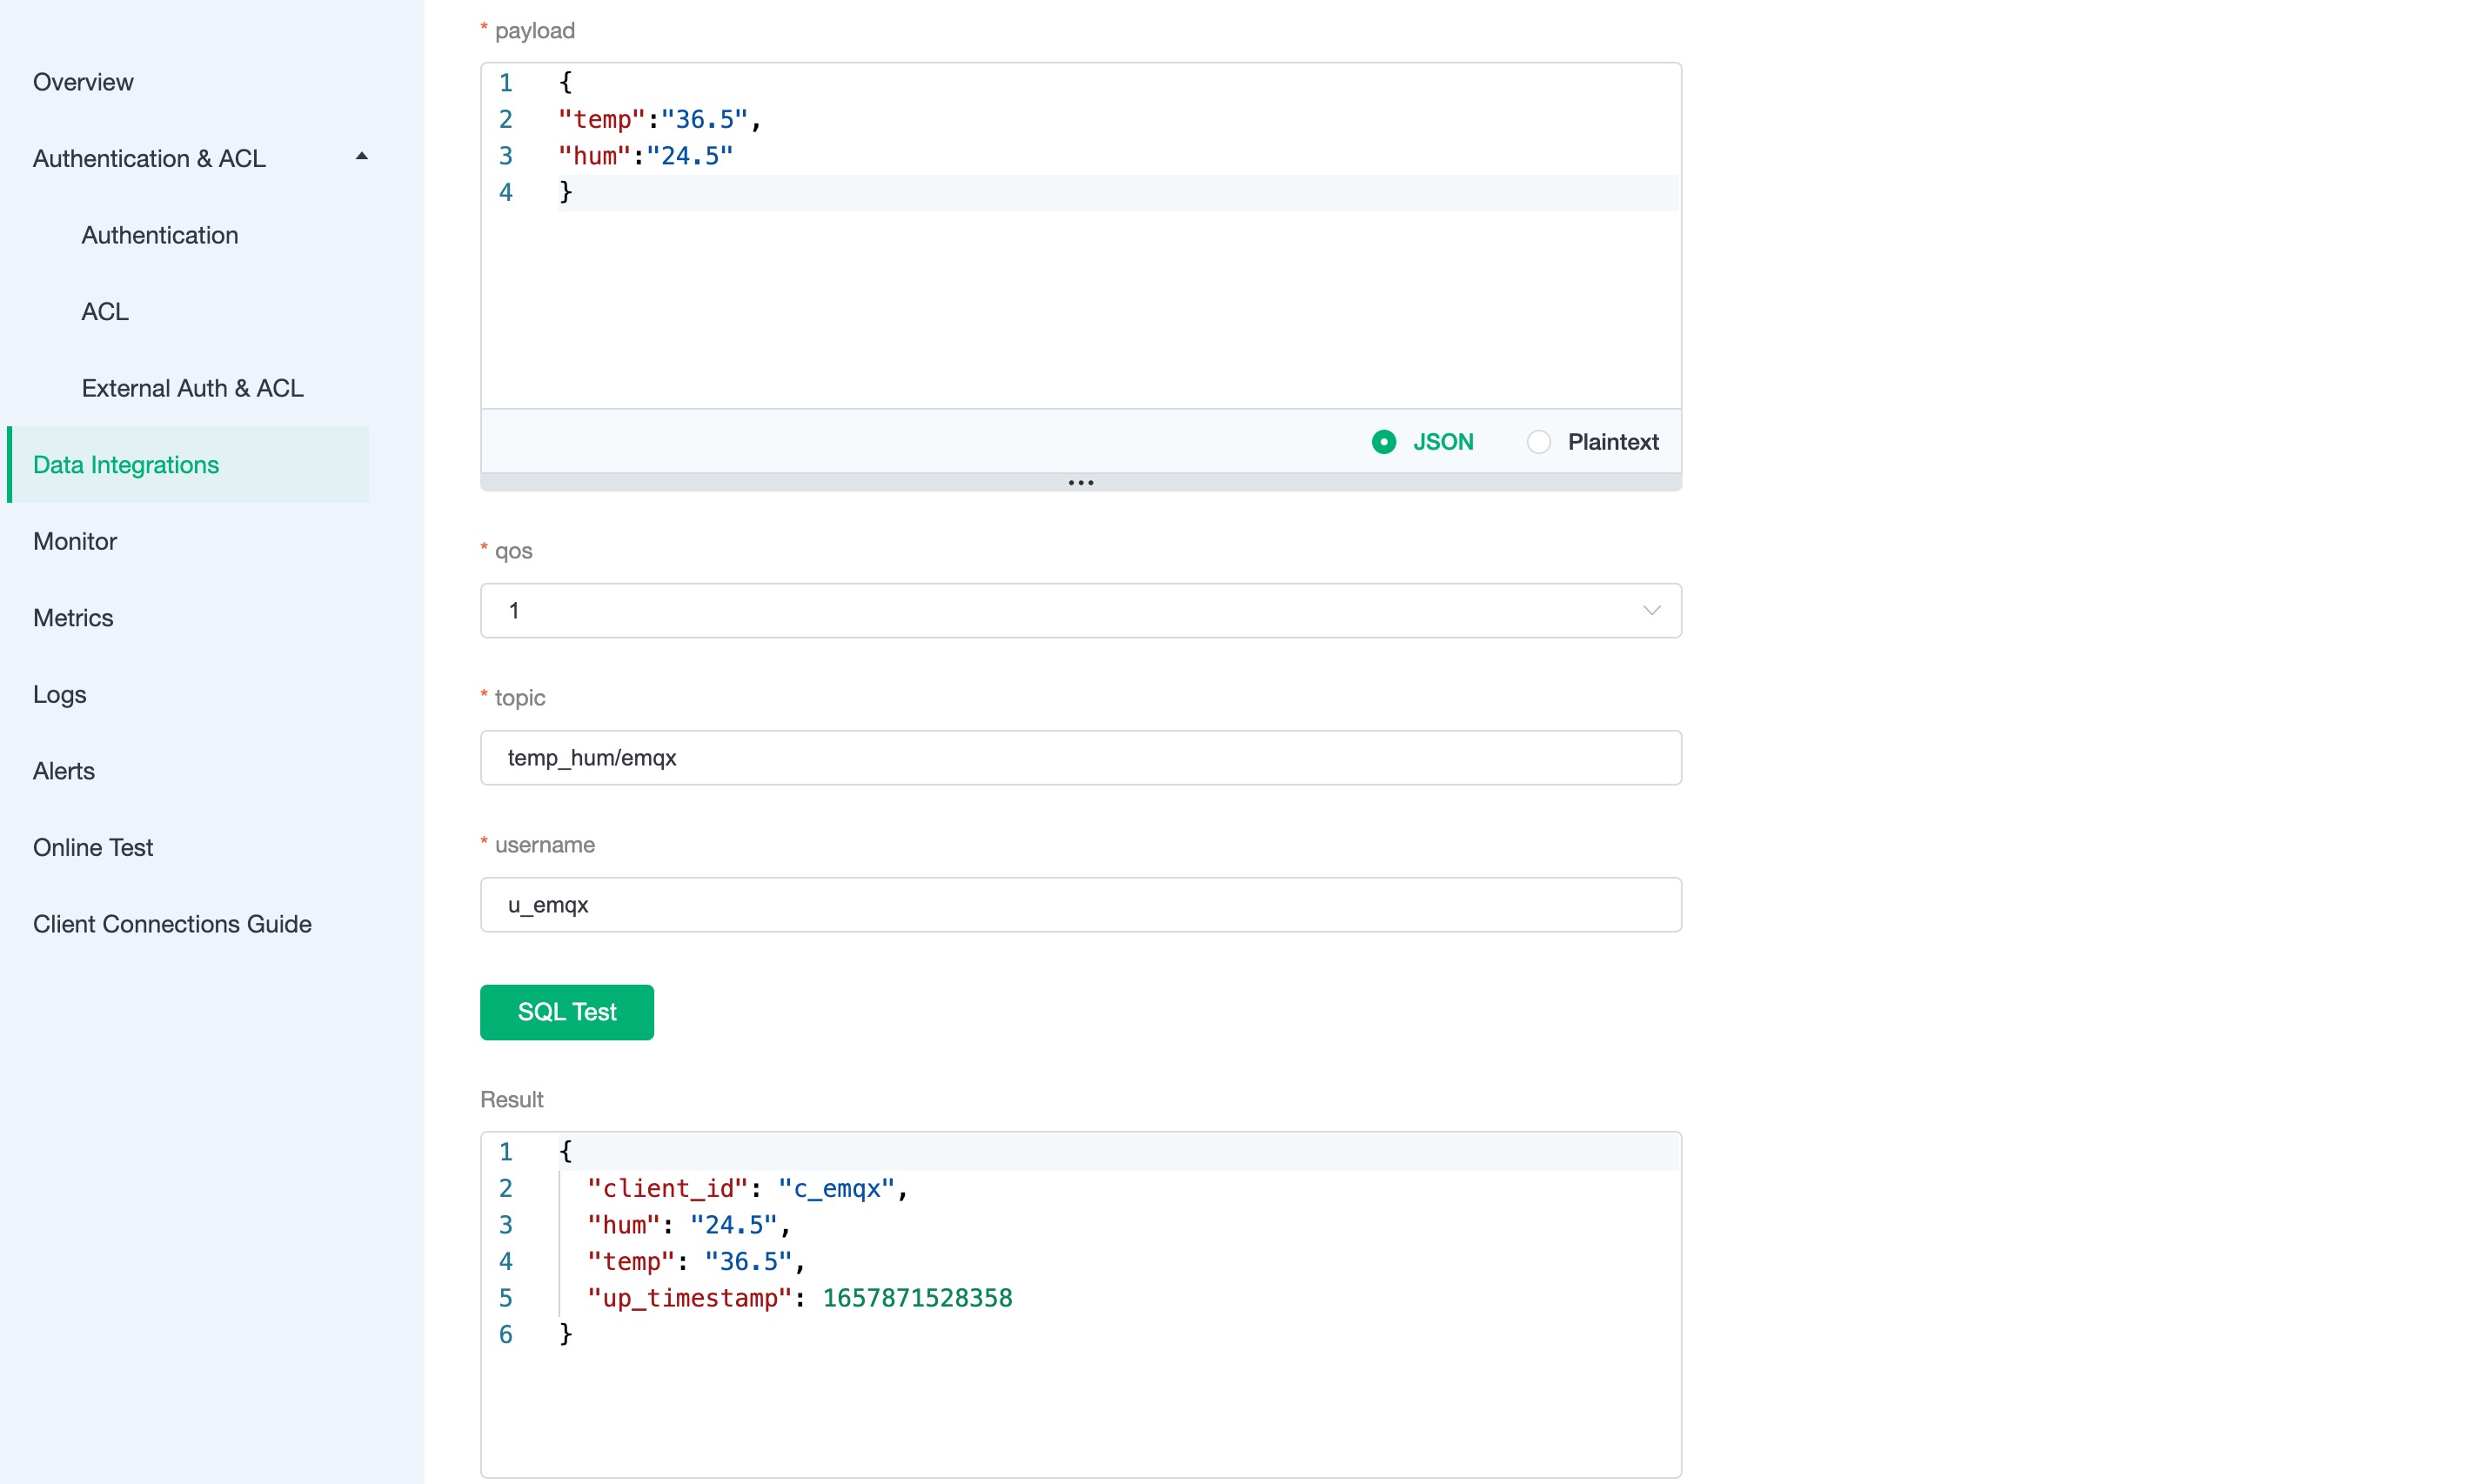 Overview
Authentication & ACL
Authentication
ACL
External Auth & ACL
Data Integrations
Monitor
Metrics
Logs
Alerts
Online Test
Client Connections Guide
* payload
1 {
2 "temp":"36.5",
3 "hum":"24.5"
4 }
JSON Plaintext
* qos
1
* topic
temp_hum/emqx
* username
u_emqx
SQL Test
Result
1 {
2 "client_id": "c_emqx",
3 "hum": "24.5",
4 "temp": "36.5",
5 "up_timestamp": 1657871528358
6 }